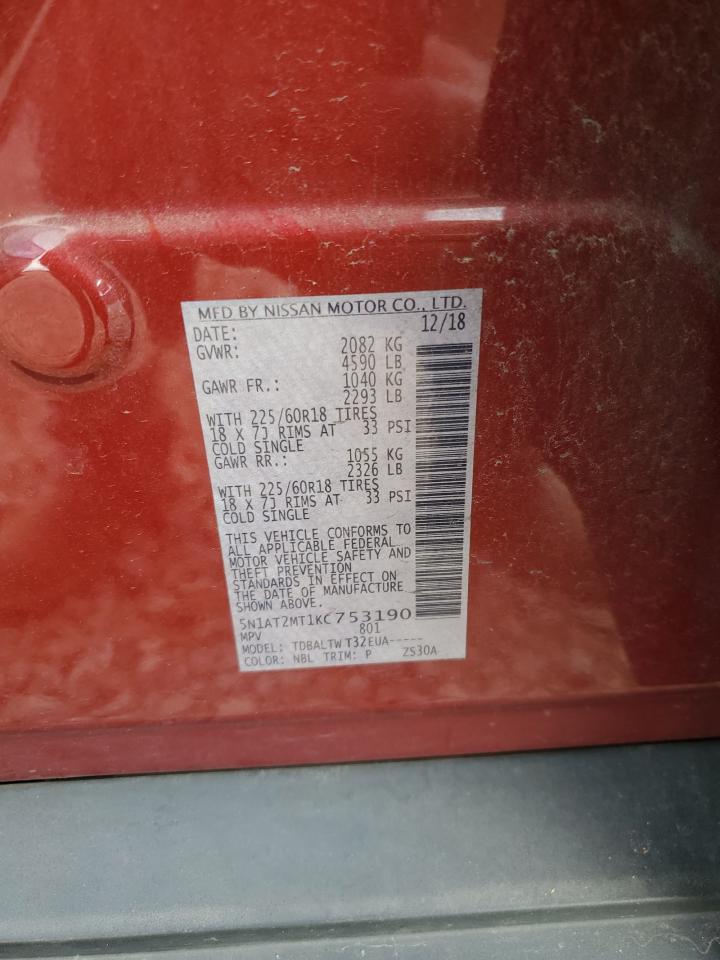 MFD BY NISSAN MOTOR CO., LTD.
DATE: 12/18
GVWR: 2082 KG
4590 LB
GAWR FR.: 1040 KG
2293 LB
WITH 225/60R18 TIRES
18 X 7J RIMS AT 33 PSI
COLD SINGLE
GAWR RR.: 1055 KG
2326 LB
WITH 225/60R18 TIRES
18 X 7J RIMS AT 33 PSI
COLD SINGLE
THIS VEHICLE CONFORMS TO
ALL APPLICABLE FEDERAL
MOTOR VEHICLE SAFETY AND
THEFT PREVENTION
STANDARDS IN EFFECT ON
THE DATE OF MANUFACTURE
SHOWN ABOVE.
5N1AT2MT1KC753190
MPV 801
MODEL: TDBALTW T32EUA-----
COLOR: NBL TRIM: P ZS30A